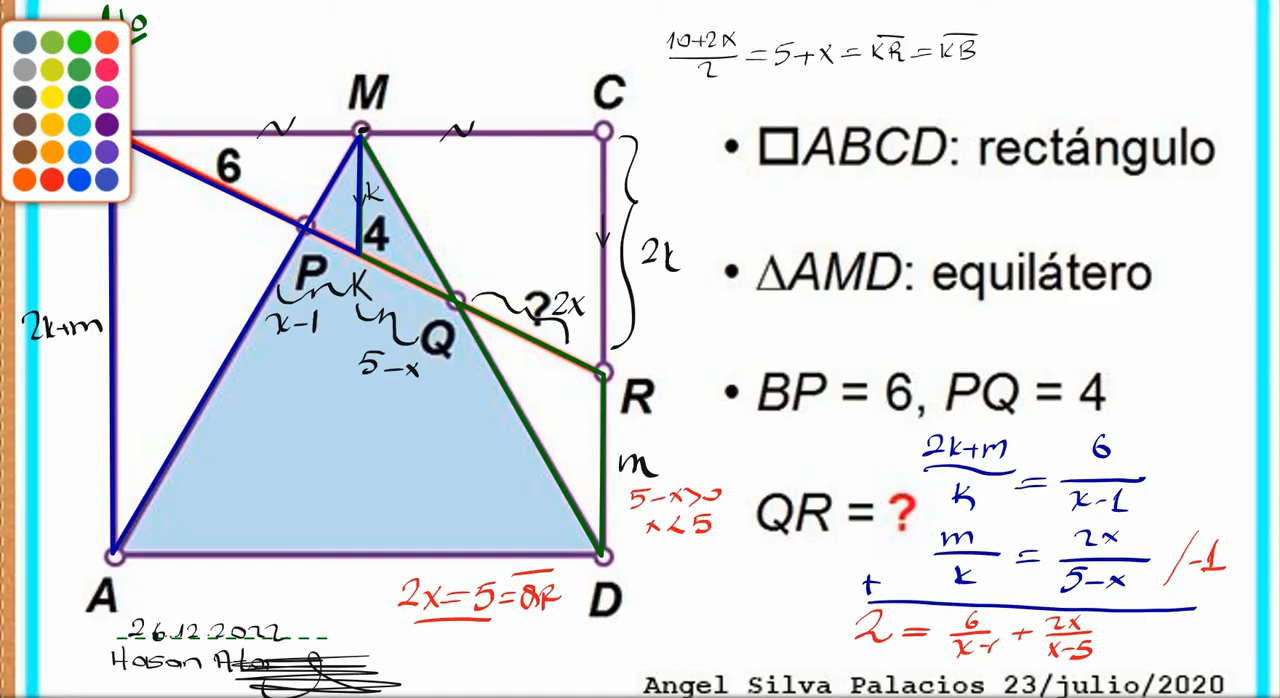 10+2x/2 = 5+x = KR = KB
M
C
6
k
4
P
K
Q
? 2x
x-1
5-x
2k
2k+m
R
m
5-x>0
x<5
A
D
2x=5=QR
26.12.2022
Hasan
• □ABCD: rectángulo
• ∆AMD: equilátero
• BP = 6, PQ = 4
QR = ?
2k+m/k = 6/x-1
m/k = 2x/5-x /-1
+
2 = 6/x-1 + 2x/x-5
Angel Silva Palacios 23/julio/2020